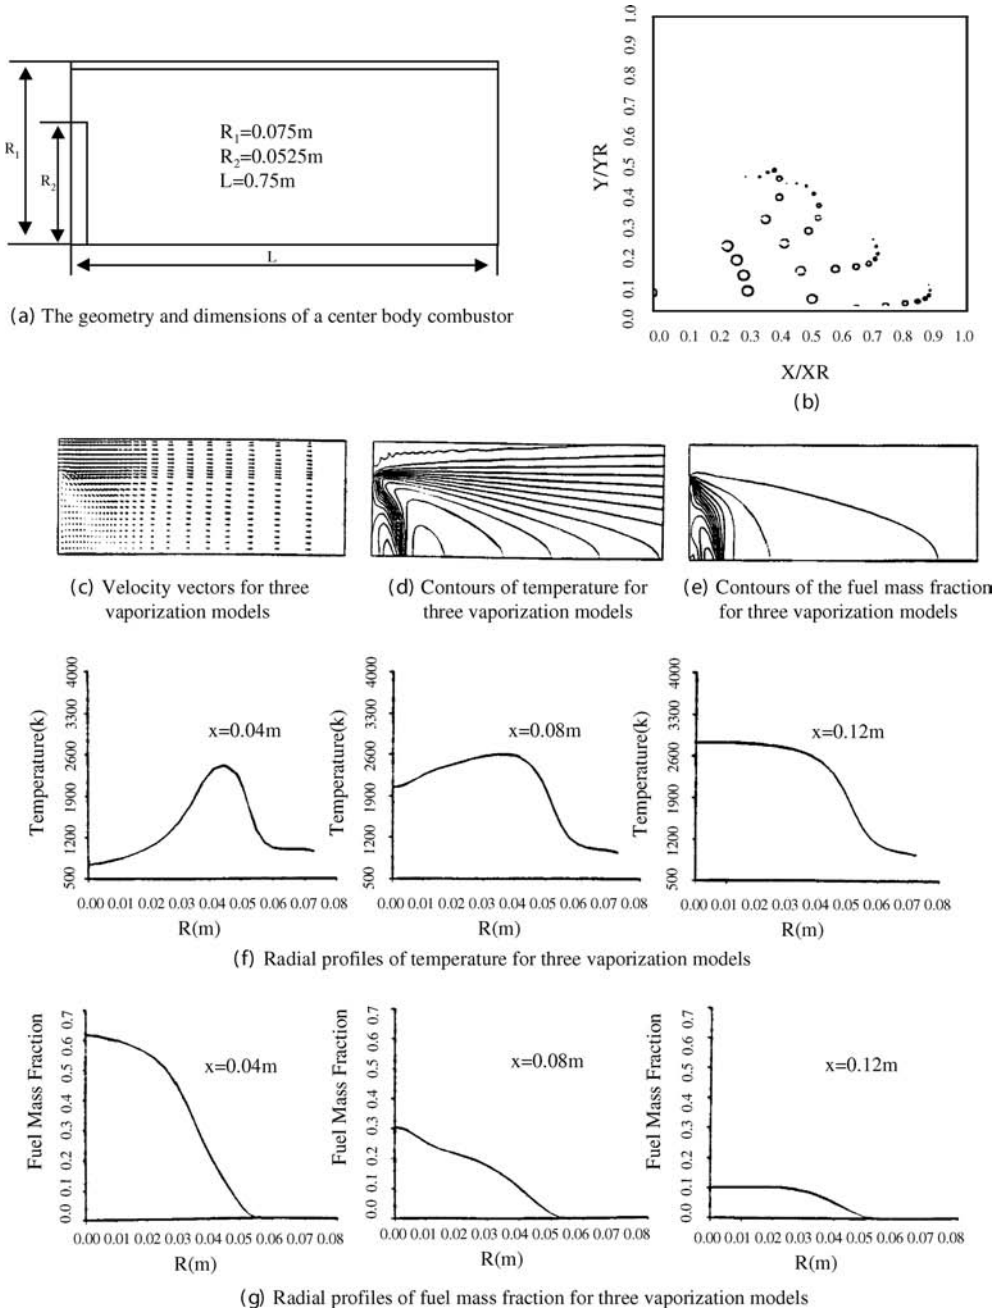 R₁
R₂
R₁=0.075m
R₂=0.0525m
L=0.75m
L
(a) The geometry and dimensions of a center body combustor
Y/YR
0.0 0.1 0.2 0.3 0.4 0.5 0.6 0.7 0.8 0.9 1.0
0.0 0.1 0.2 0.3 0.4 0.5 0.6 0.7 0.8 0.9 1.0
X/XR
(b)
(c) Velocity vectors for three
vaporization models
(d) Contours of temperature for
three vaporization models
(e) Contours of the fuel mass fraction
for three vaporization models
Temperature(k)
500 1200 1900 2600 3300 4000
x=0.04m
0.00 0.01 0.02 0.03 0.04 0.05 0.06 0.07 0.08
R(m)
Temperature(K)
500 1200 1900 2600 3300 4000
x=0.08m
0.00 0.01 0.02 0.03 0.04 0.05 0.06 0.07 0.08
R(m)
Temperature(K)
500 1200 1900 2600 3300 4000
x=0.12m
0.00 0.01 0.02 0.03 0.04 0.05 0.06 0.07 0.08
R(m)
(f) Radial profiles of temperature for three vaporization models
Fuel Mass Fraction
0.0 0.1 0.2 0.3 0.4 0.5 0.6 0.7
x=0.04m
0.00 0.01 0.02 0.03 0.04 0.05 0.06 0.07 0.08
R(m)
Fuel Mass Fraction
0.0 0.1 0.2 0.3 0.4 0.5 0.6 0.7
x=0.08m
0.00 0.01 0.02 0.03 0.04 0.05 0.06 0.07 0.08
R(m)
Fuel Mass Fraction
0.0 0.1 0.2 0.3 0.4 0.5 0.6 0.7
x=0.12m
0.00 0.01 0.02 0.03 0.04 0.05 0.06 0.07 0.08
R(m)
(g) Radial profiles of fuel mass fraction for three vaporization models